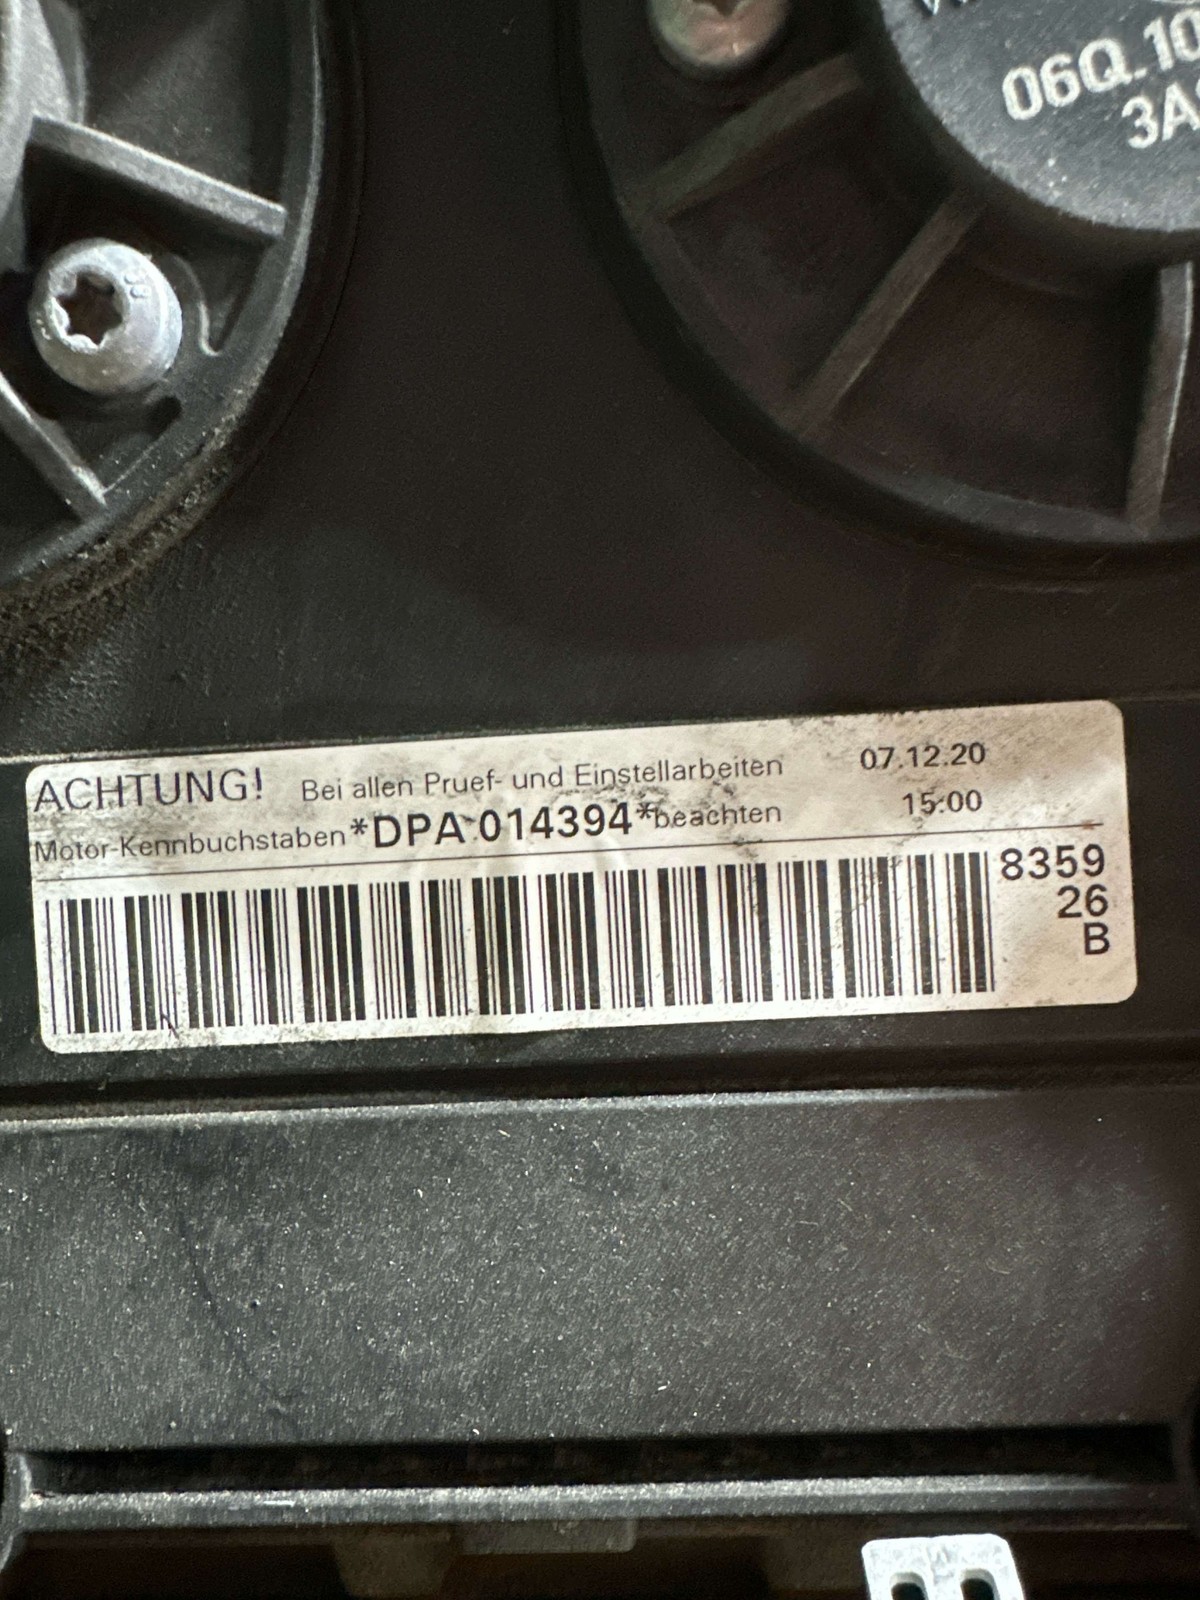 06Q.10
3A
ACHTUNG! Bei allen Pruef- und Einstellarbeiten 07.12.20
Motor-Kennbuchstaben *DPA 014394* beachten 15:00
8359
26
B